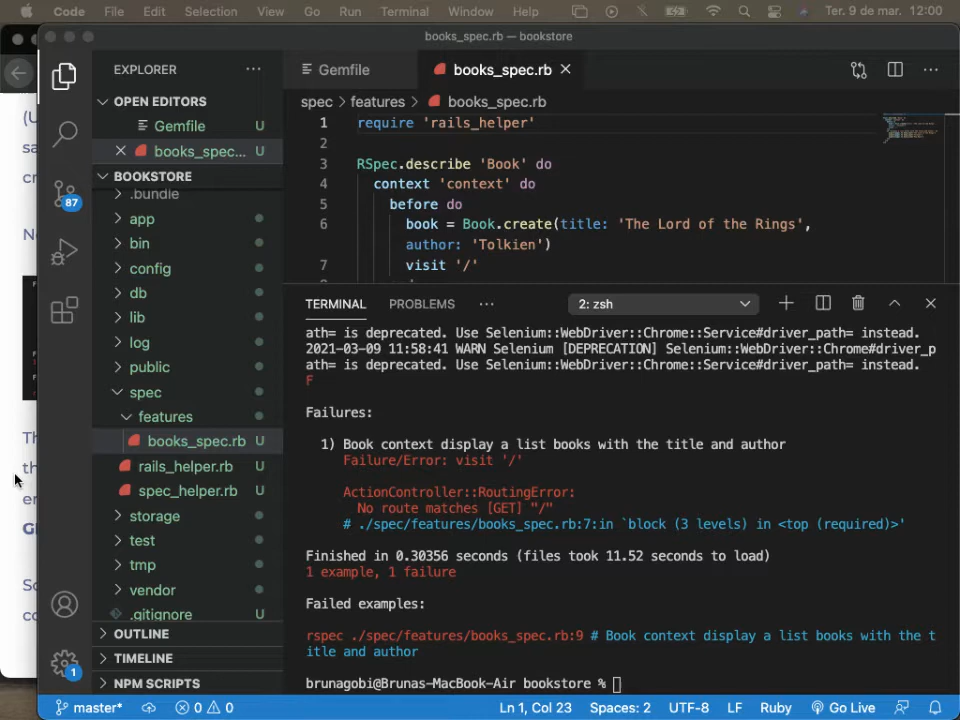 Code File Edit Selection View Go Run Terminal Window Help Ter. 9 de mar. 12:00
books_spec.rb — bookstore
EXPLORER
OPEN EDITORS
Gemfile U
books_spec... U
BOOKSTORE
.bundle
app
bin
config
db
lib
log
public
spec
features
books_spec.rb U
rails_helper.rb U
spec_helper.rb U
storage
test
tmp
vendor
.gitignore U
OUTLINE
TIMELINE
NPM SCRIPTS
87
1
Gemfile books_spec.rb
spec > features > books_spec.rb
1 require 'rails_helper'
2
3 RSpec.describe 'Book' do
4 context 'context' do
5 before do
6 book = Book.create(title: 'The Lord of the Rings',
author: 'Tolkien')
7 visit '/'
TERMINAL PROBLEMS 2: zsh
ath= is deprecated. Use Selenium::WebDriver::Chrome::Service#driver_path= instead.
2021-03-09 11:58:41 WARN Selenium [DEPRECATION] Selenium::WebDriver::Chrome#driver_p
ath= is deprecated. Use Selenium::WebDriver::Chrome::Service#driver_path= instead.
F
Failures:
1) Book context display a list books with the title and author
Failure/Error: visit '/'
ActionController::RoutingError:
No route matches [GET] "/"
# ./spec/features/books_spec.rb:7:in `block (3 levels) in <top (required)>'
Finished in 0.30356 seconds (files took 11.52 seconds to load)
1 example, 1 failure
Failed examples:
rspec ./spec/features/books_spec.rb:9 # Book context display a list books with the t
itle and author
brunagobi@Brunas-MacBook-Air bookstore %
master* 0 0 Ln 1, Col 23 Spaces: 2 UTF-8 LF Ruby Go Live